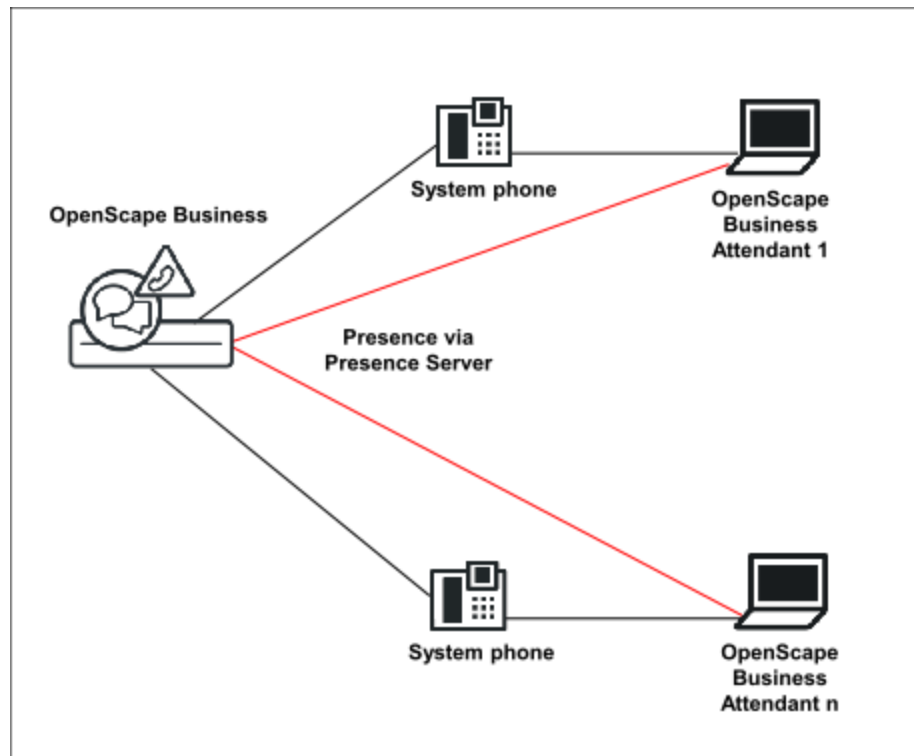 System phone
OpenScape
Business
Attendant 1
OpenScape Business
Presence via
Presence Server
System phone
OpenScape
Business
Attendant n